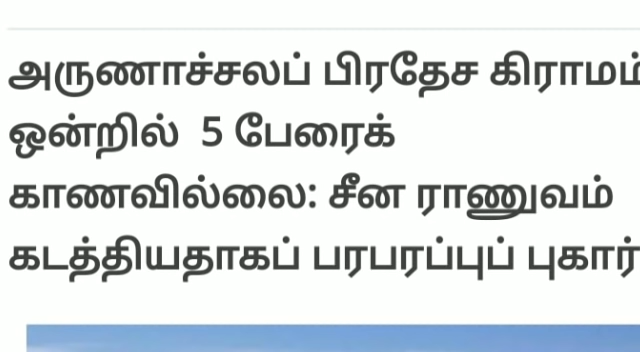 அருணாச்சலப் பிரதேச கிராமம்
ஒன்றில் 5 பேரைக்
காணவில்லை: சீன ராணுவம்
கடத்தியதாகப் பரபரப்புப் புகார்